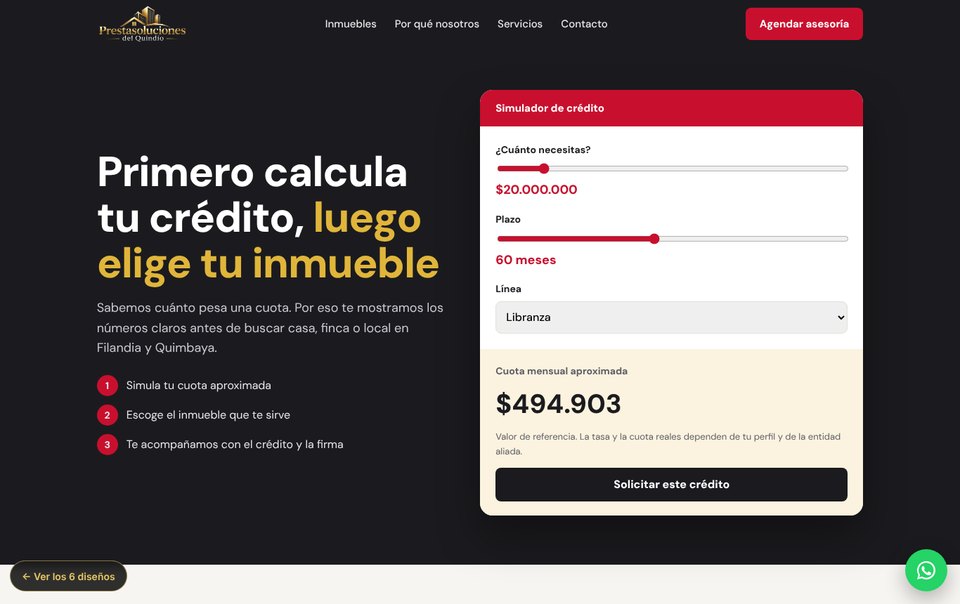 Prestasoluciones
del Quindío
Inmuebles
Por qué nosotros
Servicios
Contacto
Agendar asesoría
Primero calcula
tu crédito, luego
elige tu inmueble
Sabemos cuánto pesa una cuota. Por eso te mostramos los
números claros antes de buscar casa, finca o local en
Filandia y Quimbaya.
1 Simula tu cuota aproximada
2 Escoge el inmueble que te sirve
3 Te acompañamos con el crédito y la firma
Simulador de crédito
¿Cuánto necesitas?
$20.000.000
Plazo
60 meses
Línea
Libranza
Cuota mensual aproximada
$494.903
Valor de referencia. La tasa y la cuota reales dependen de tu perfil y de la entidad
aliada.
Solicitar este crédito
← Ver los 6 diseños